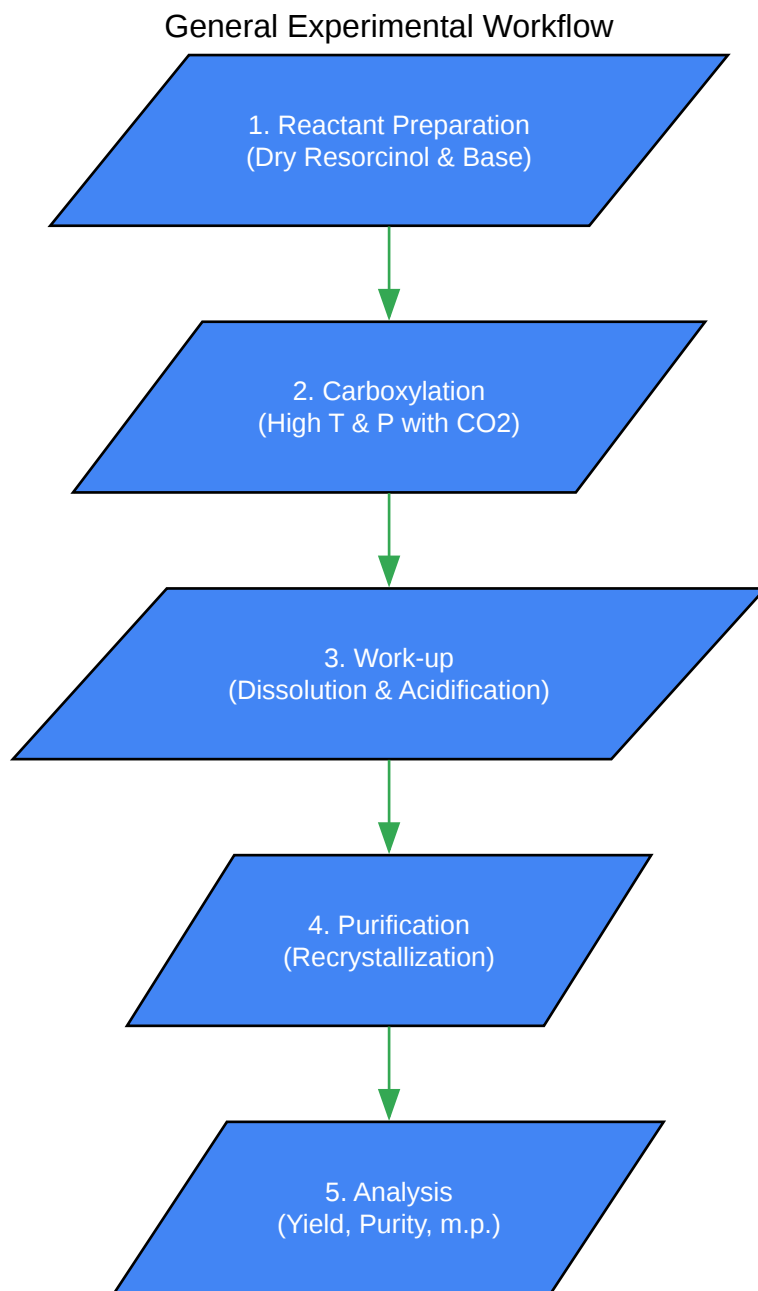 General Experimental Workflow
1. Reactant Preparation
(Dry Resorcinol & Base)
2. Carboxylation
(High T & P with CO2)
3. Work-up
(Dissolution & Acidification)
4. Purification
(Recrystallization)
5. Analysis
(Yield, Purity, m.p.)